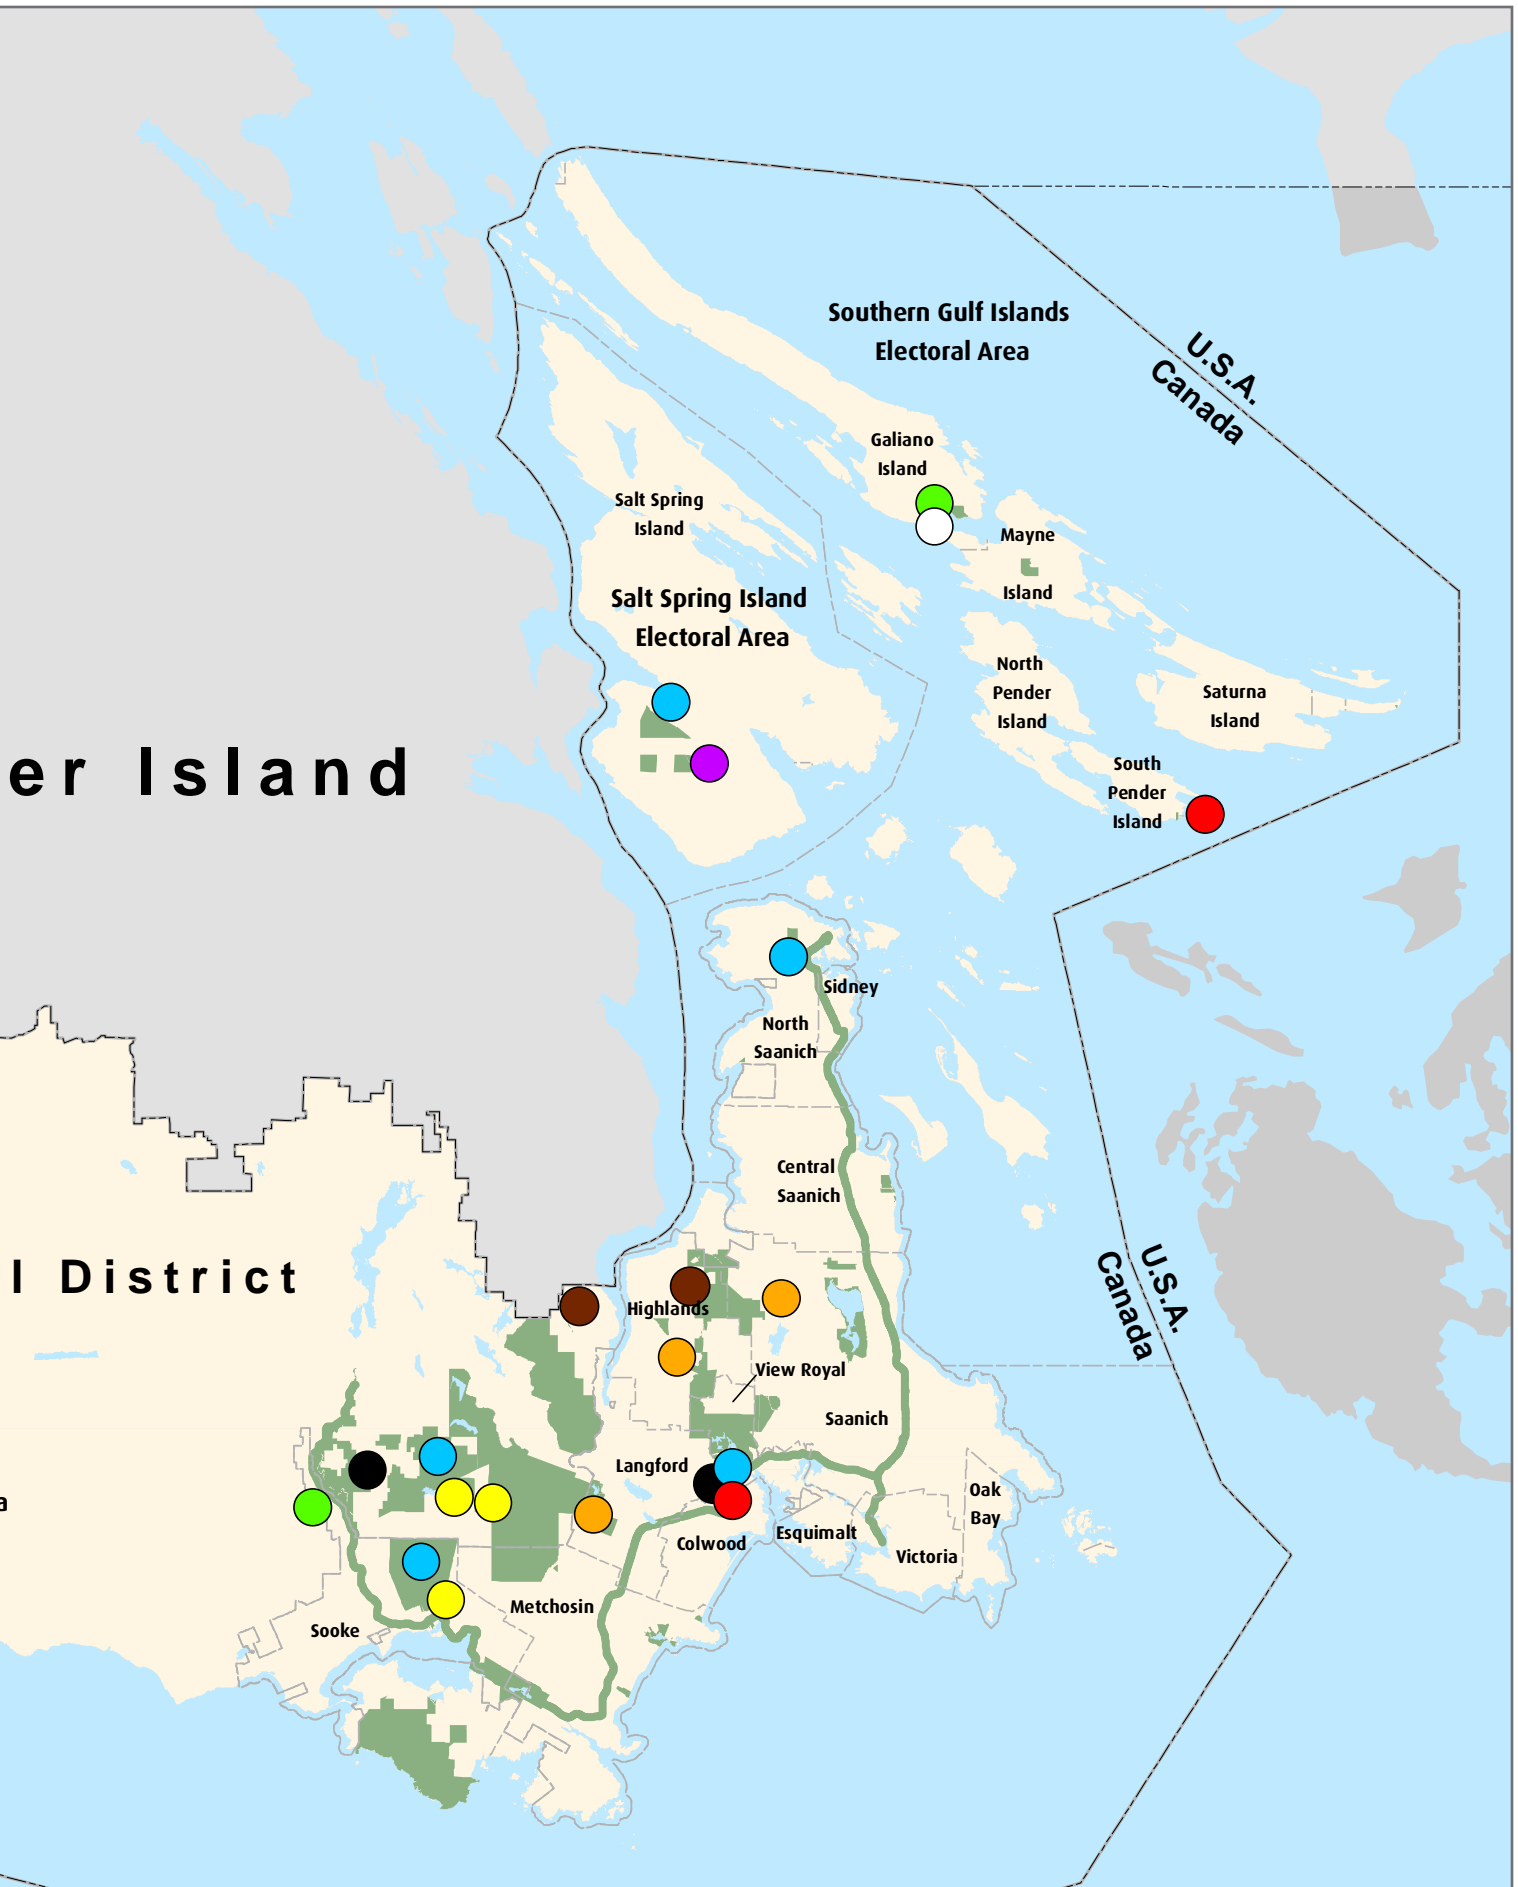 Southern Gulf Islands
Electoral Area
U.S.A.
Canada
Galiano
Island
Salt Spring
Island
Mayne
Island
Salt Spring Island
Electoral Area
North
Pender
Island
Saturna
Island
South
Pender
Island
er Island
Sidney
North
Saanich
Central
Saanich
U.S.A.
Canada
l District
Highlands
View Royal
Saanich
Langford
Oak
Bay
a
Colwood
Esquimalt
Victoria
Metchosin
Sooke